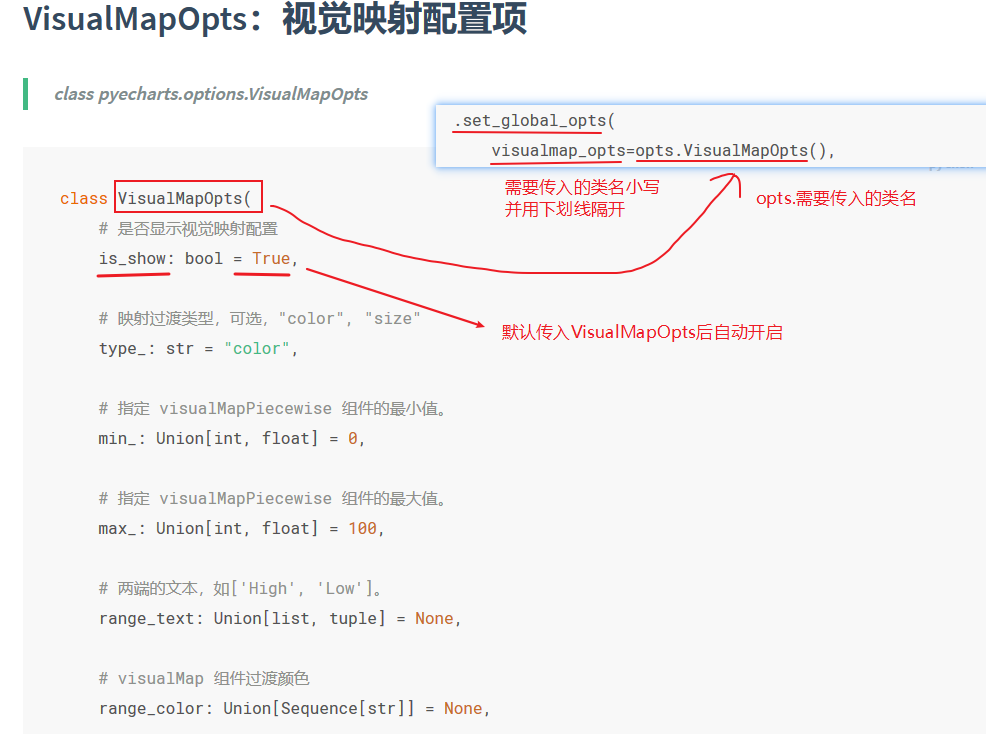 VisualMapOpts：视觉映射配置项
class pyecharts.options.VisualMapOpts
.set_global_opts(
visualmap_opts=opts.VisualMapOpts(),
需要传入的类名小写
并用下划线隔开
opts.需要传入的类名
class VisualMapOpts(
# 是否显示视觉映射配置
is_show: bool = True,
默认传入VisualMapOpts后自动开启
# 映射过渡类型，可选，"color", "size"
type_: str = "color",
# 指定 visualMapPiecewise 组件的最小值。
min_: Union[int, float] = 0,
# 指定 visualMapPiecewise 组件的最大值。
max_: Union[int, float] = 100,
# 两端的文本，如['High', 'Low']。
range_text: Union[list, tuple] = None,
# visualMap 组件过渡颜色
range_color: Union[Sequence[str]] = None,